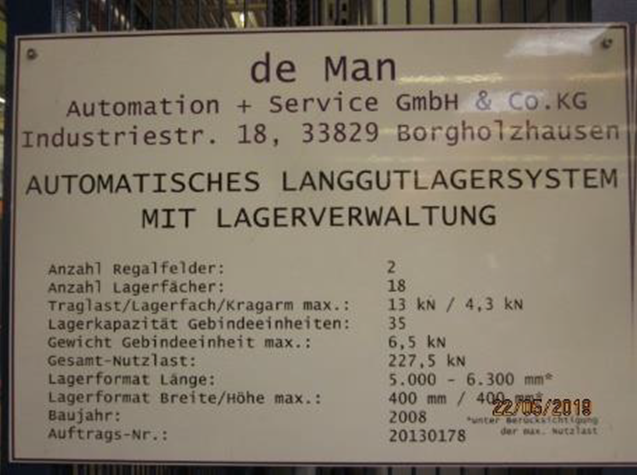 de Man
Automation + Service GmbH & Co.KG
Industriestr. 18, 33829 Borgholzhausen
AUTOMATISCHES LANGGUTLAGERSYSTEM
MIT LAGERVERWALTUNG
Anzahl Regalfelder: 2
Anzahl Lagerfächer: 18
Traglast/Lagerfach/Kragarm max.: 13 kN / 4,3 kN
Lagerkapazität Gebindeeinheiten: 35
Gewicht Gebindeeinheit max.: 6,5 kN
Gesamt-Nutzlast: 227,5 kN
Lagerformat Länge: 5.000 - 6.300 mm*
Lagerformat Breite/Höhe max.: 400 mm / 400 mm*
22/05/2019
Baujahr: 2008 *unter Berücksichtigung
der max. Nutzlast
Auftrags-Nr.: 20130178